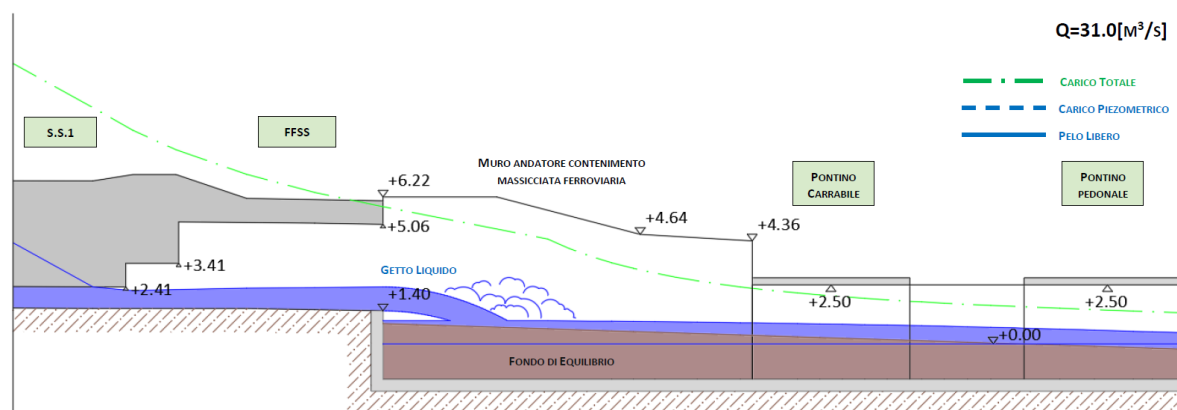 Q=31.0[M³/S]
CARICO TOTALE
CARICO PIEZOMETRICO
PELO LIBERO
S.S.1
FFSS
MURO ANDATORE CONTENIMENTO
MASSICCIATA FERROVIARIA
PONTINO
CARRABILE
PONTINO
PEDONALE
+6.22
+5.06
+4.64
+4.36
+3.41
+2.41
GETTO LIQUIDO
+1.40
+2.50
+2.50
+0.00
FONDO DI EQUILIBRIO